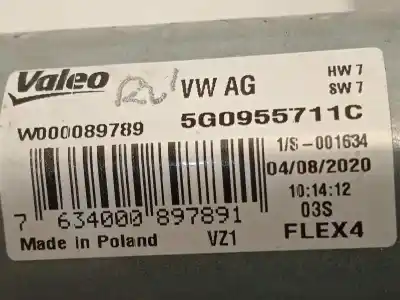 Valeo VW AG HW 7
SW 7
W000089789 5G0955711C
1/S-001634
04/08/2020
10:14:12
03S
7 634000 897891
Made in Poland VZ1 FLEX4